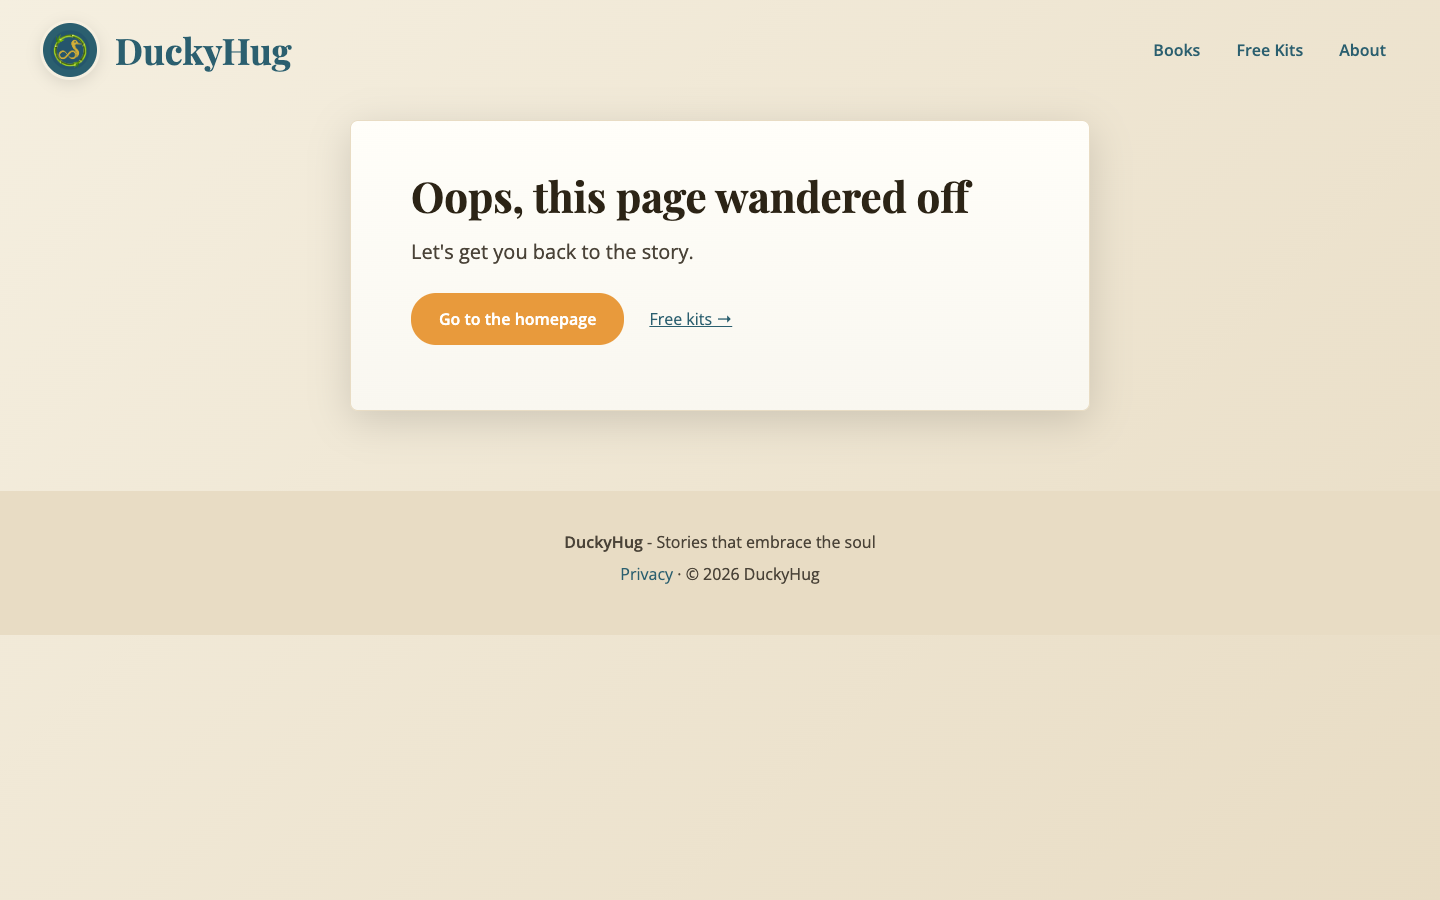 DuckyHug
Books
Free Kits
About
Oops, this page wandered off
Let's get you back to the story.
Go to the homepage
Free kits →
DuckyHug - Stories that embrace the soul
Privacy · © 2026 DuckyHug